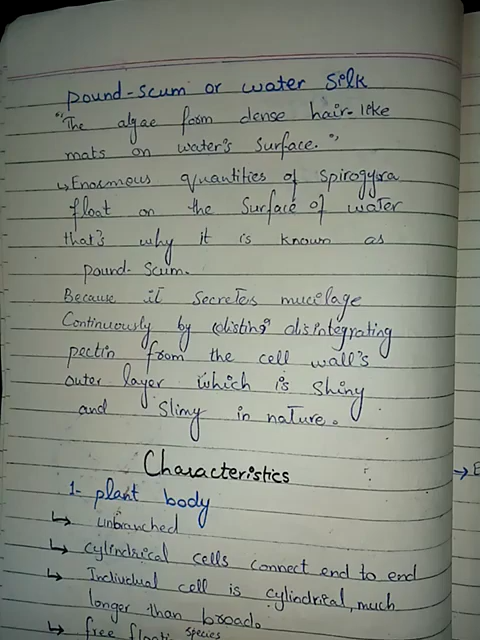 pound-scum or water silk
"The algae form dense hair-like
mats on water's surface."
↳ Enormous quantities of spirogyra
float on the surface of water
that's why it is known as
pound-scum.
Because it secretes mucilage
Continuously by disintegrating
pectin from the cell wall's
outer layer which is shiny
and slimy in nature.
Characteristics
1- plant body
↳ unbranched
↳ cylindrical cells connect end to end
↳ Individual cell is cylindrical, much
longer than broad.
↳ free species